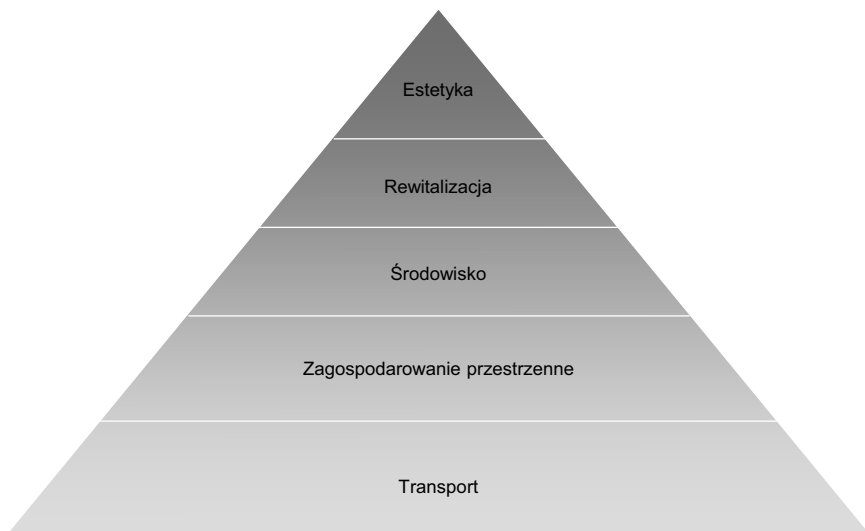 Estetyka
Rewitalizacja
Środowisko
Zagospodarowanie przestrzenne
Transport